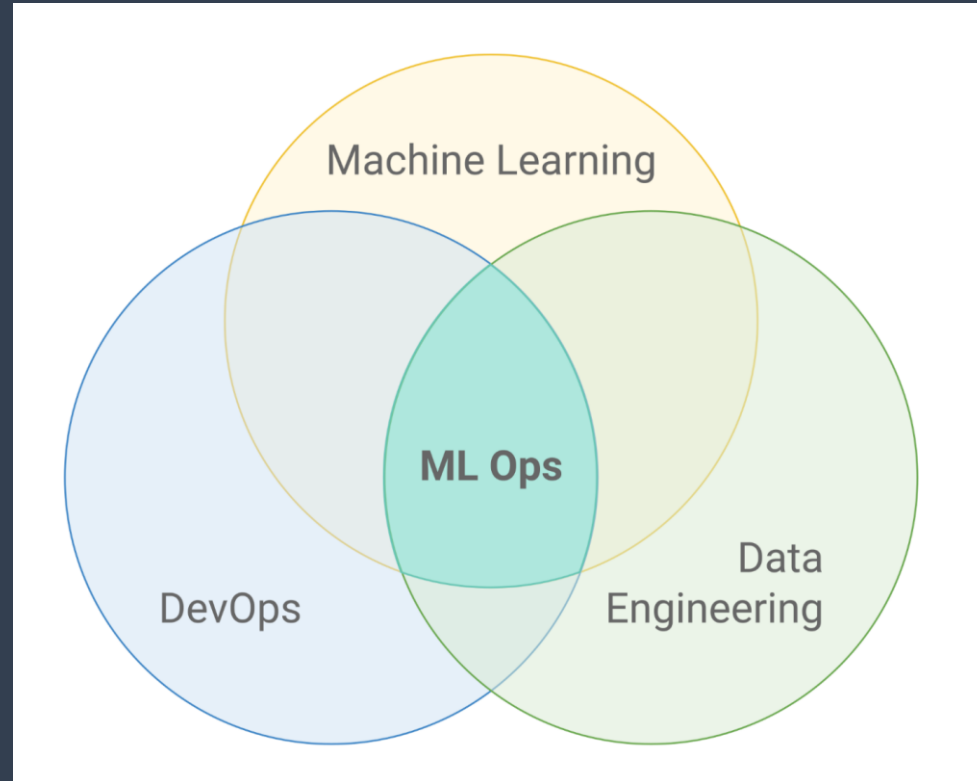 Machine Learning
ML Ops
Data
Engineering
DevOps